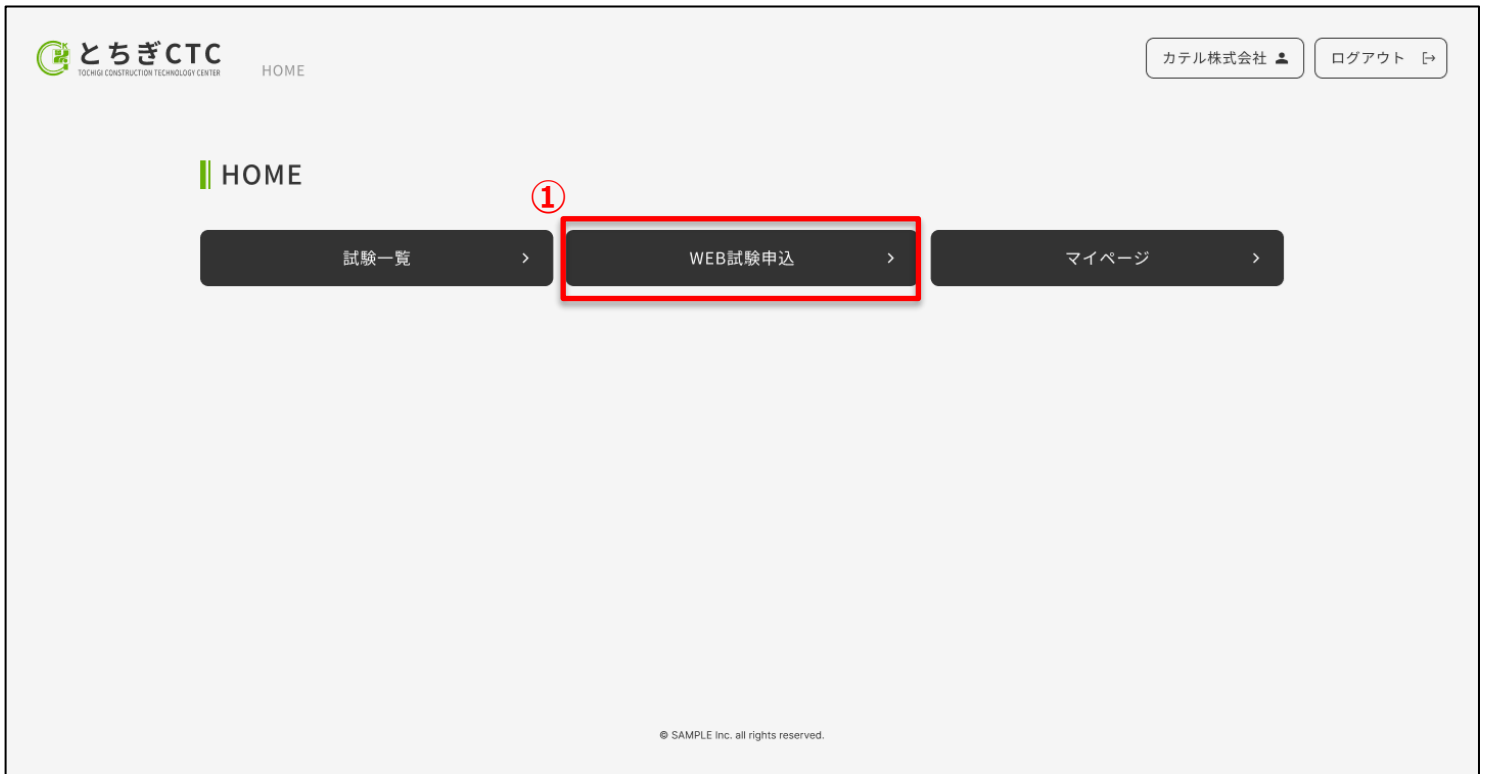 とちぎCTC
TOCHIGI CONSTRUCTION TECHNOLOGY CENTER
HOME
カテル株式会社
ログアウト
HOME
①
試験一覧
WEB試験申込
マイページ
© SAMPLE Inc. all rights reserved.